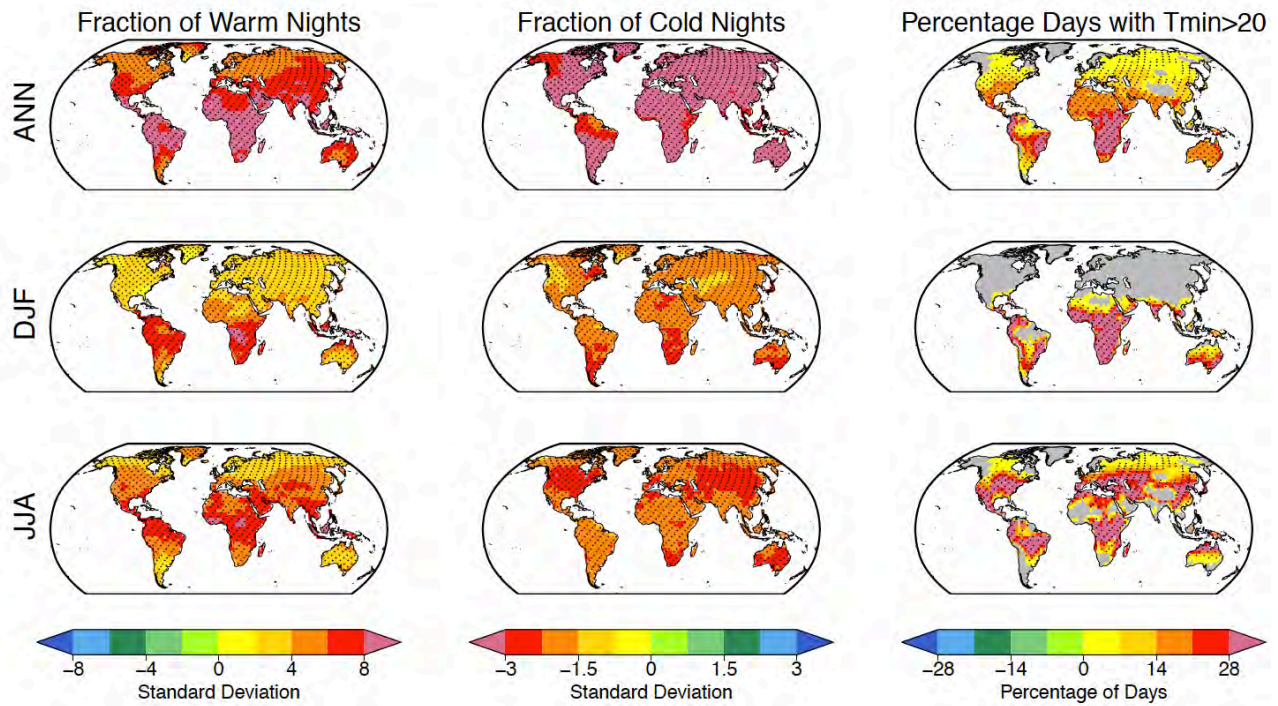 Fraction of Warm Nights
Fraction of Cold Nights
Percentage Days with Tmin>20
ANN
DJF
JJA
−8 −4 0 4 8
Standard Deviation
−3 −1.5 0 1.5 3
Standard Deviation
−28 −14 0 14 28
Percentage of Days